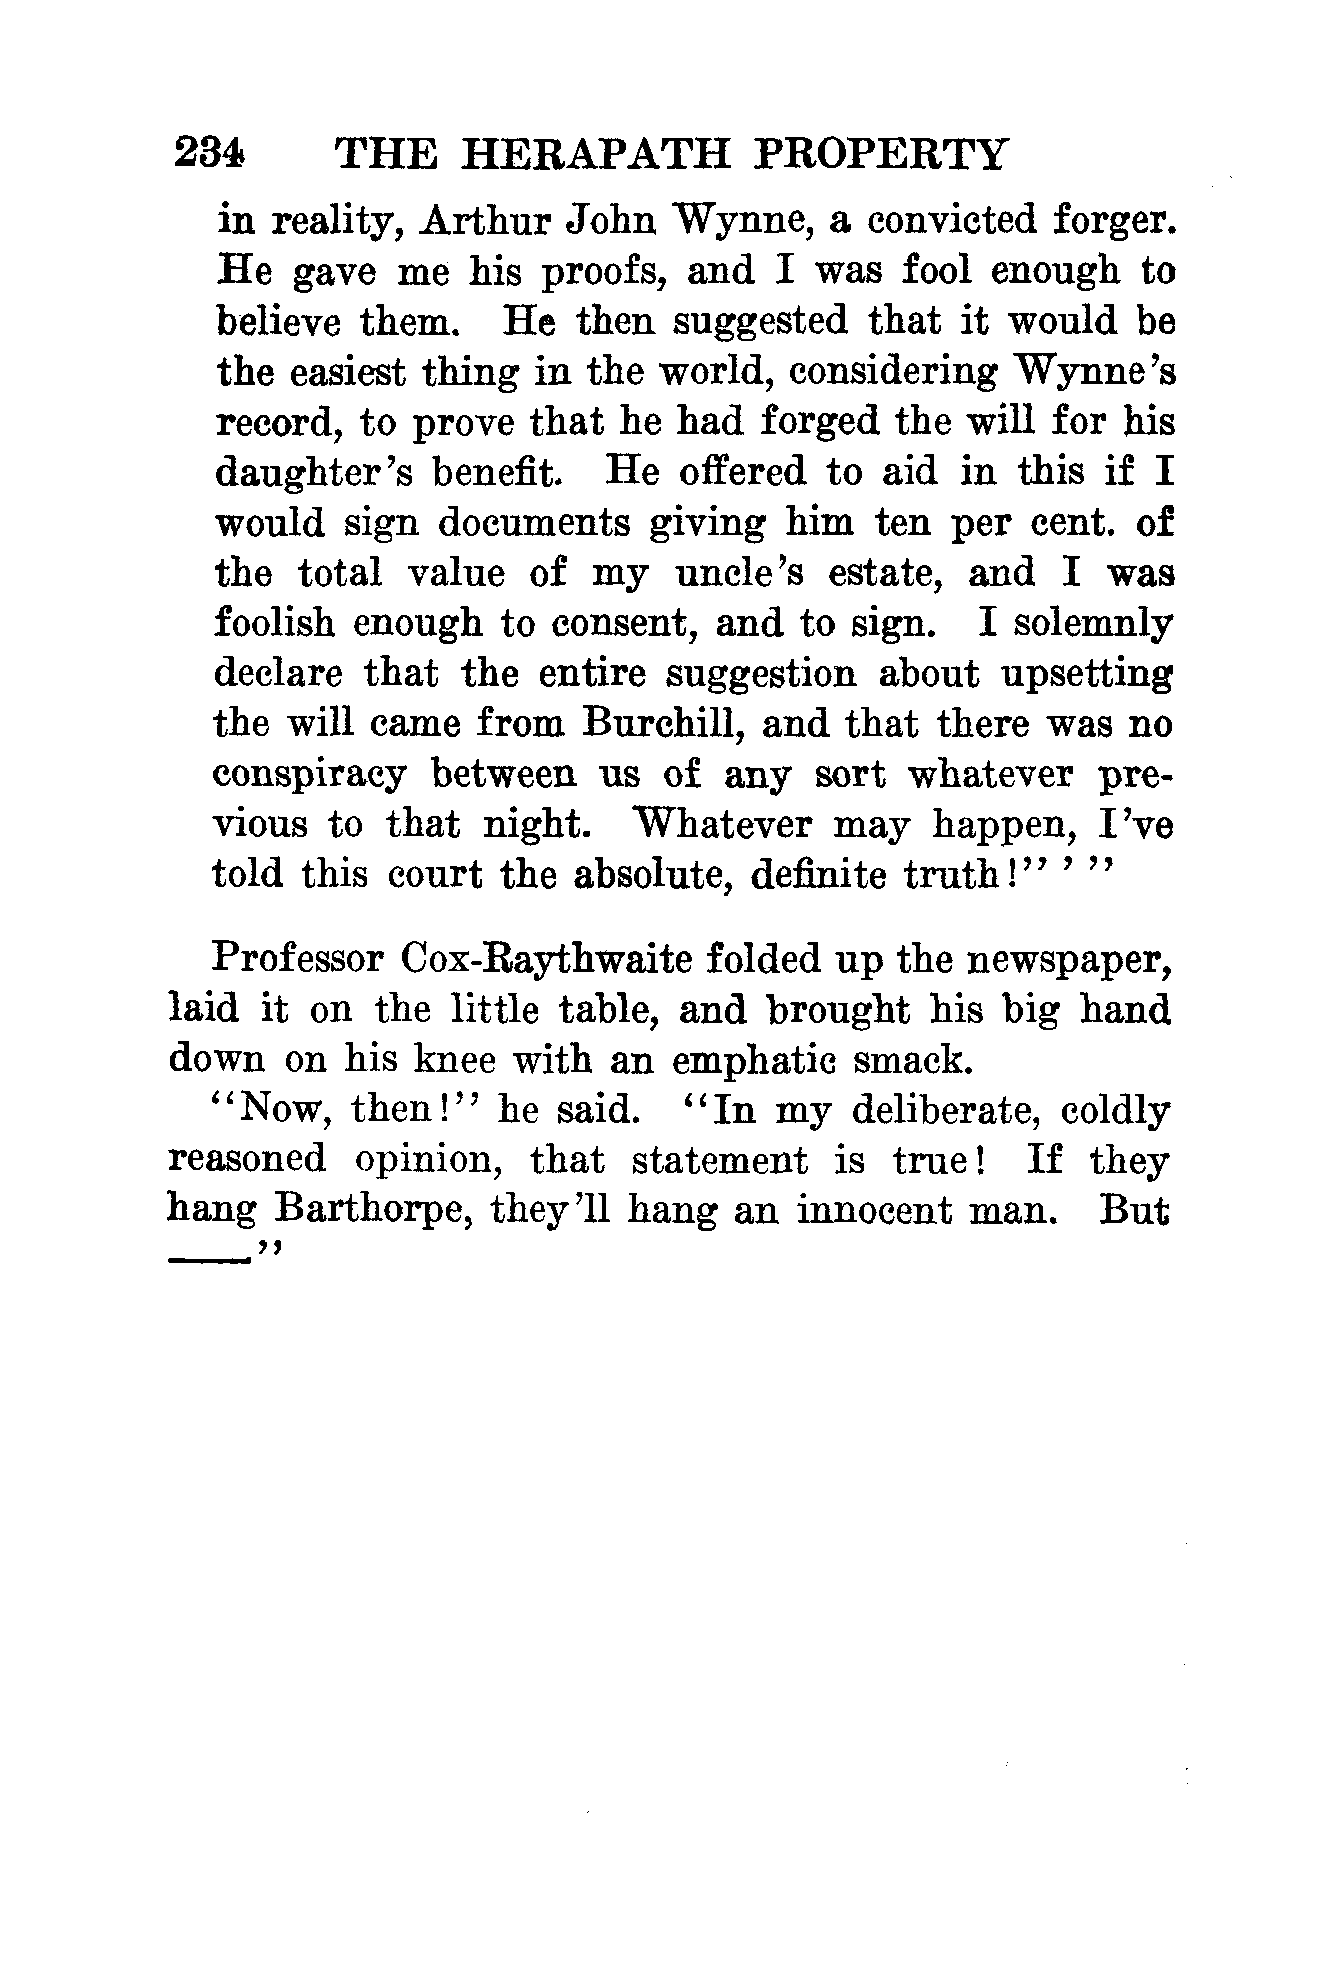 234 THE HERAPATH PROPERTY
in reality, Arthur John Wynne, a convicted forger.
He gave me his proofs, and I was fool enough to
believe them. He then suggested that it would be
the easiest thing in the world, considering Wynne's
record, to prove that he had forged the will for his
daughter's benefit. He offered to aid in this if I
would sign documents giving him ten per cent. of
the total value of my uncle's estate, and I was
foolish enough to consent, and to sign. I solemnly
declare that the entire suggestion about upsetting
the will came from Burchill, and that there was no
conspiracy between us of any sort whatever pre-
vious to that night. Whatever may happen, I've
told this court the absolute, definite truth!” ’ ”
Professor Cox-Raythwaite folded up the newspaper,
laid it on the little table, and brought his big hand
down on his knee with an emphatic smack.
“Now, then!” he said. “In my deliberate, coldly
reasoned opinion, that statement is true! If they
hang Barthorpe, they'll hang an innocent man. But
——”